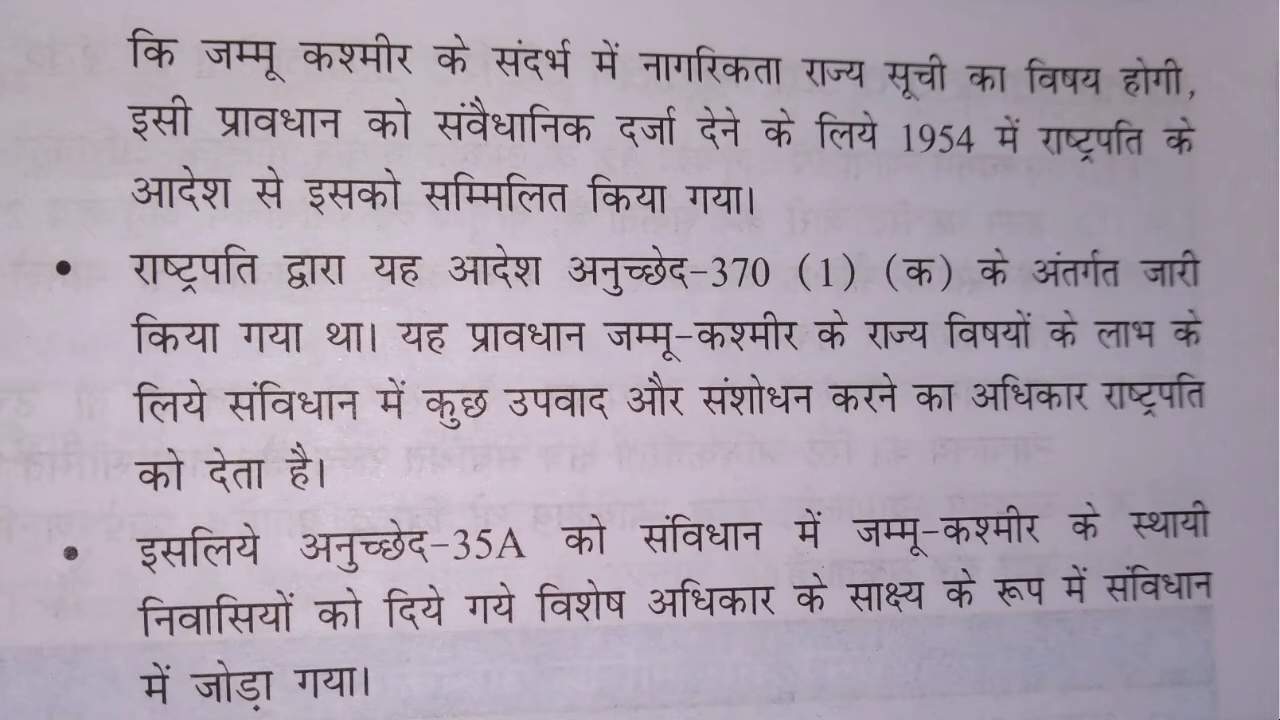 कि जम्मू कश्मीर के संदर्भ में नागरिकता राज्य सूची का विषय होगी,
इसी प्रावधान को संवैधानिक दर्जा देने के लिये 1954 में राष्ट्रपति के
आदेश से इसको सम्मिलित किया गया।
• राष्ट्रपति द्वारा यह आदेश अनुच्छेद-370 (1) (क) के अंतर्गत जारी
किया गया था। यह प्रावधान जम्मू-कश्मीर के राज्य विषयों के लाभ के
लिये संविधान में कुछ उपवाद और संशोधन करने का अधिकार राष्ट्रपति
को देता है।
• इसलिये अनुच्छेद-35A को संविधान में जम्मू-कश्मीर के स्थायी
निवासियों को दिये गये विशेष अधिकार के साक्ष्य के रूप में संविधान
में जोड़ा गया।